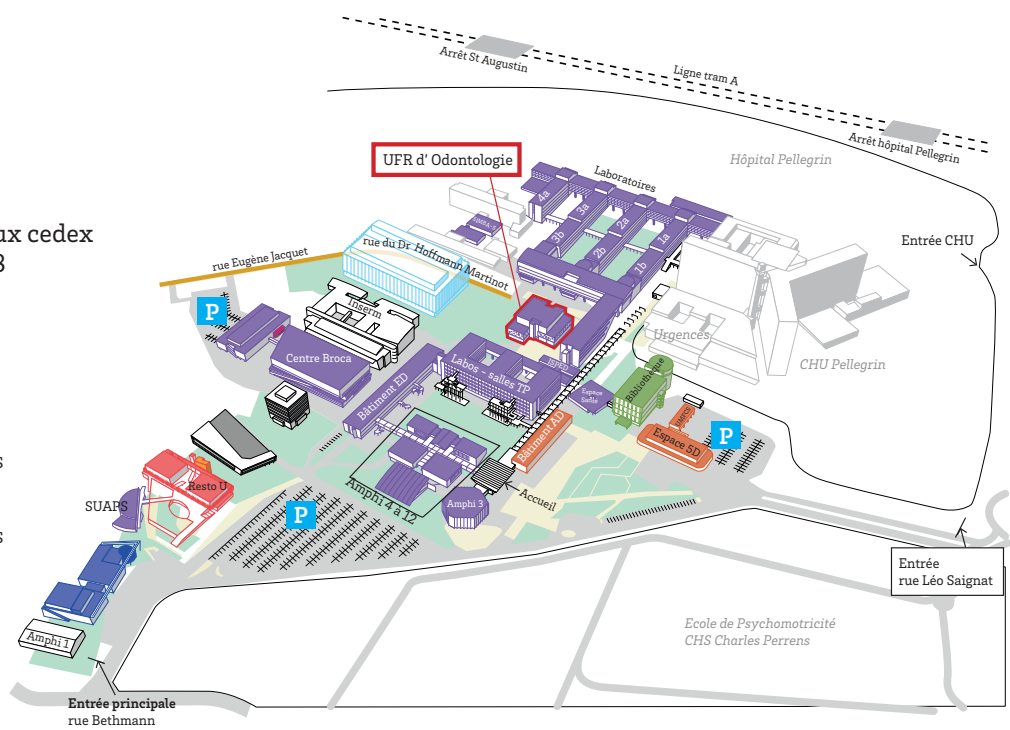 Arrêt St Augustin
Ligne tram A
Arrêt hôpital Pellegrin
Hôpital Pellegrin
UFR d' Odontologie
Laboratoires
4a
3a
2a
1a
3b
2b
1b
ux cedex
3
Entrée CHU
rue du Dr Hoffmann Martinot
rue Eugène Jacquet
P
Inserm
Urgences
CHU Pellegrin
Centre Broca
Labos - salles TP
ISPED
Bâtiment ED
Espace
Santé
Bibliothèque
Bâtiment AD
Espace 5D
P
s
Resto U
SUAPS
Amphi 4 à 12
Amphi 3
Accueil
P
s
Entrée
rue Léo Saignat
Ecole de Psychomotricité
CHS Charles Perrens
Amphi 1
Entrée principale
rue Bethmann